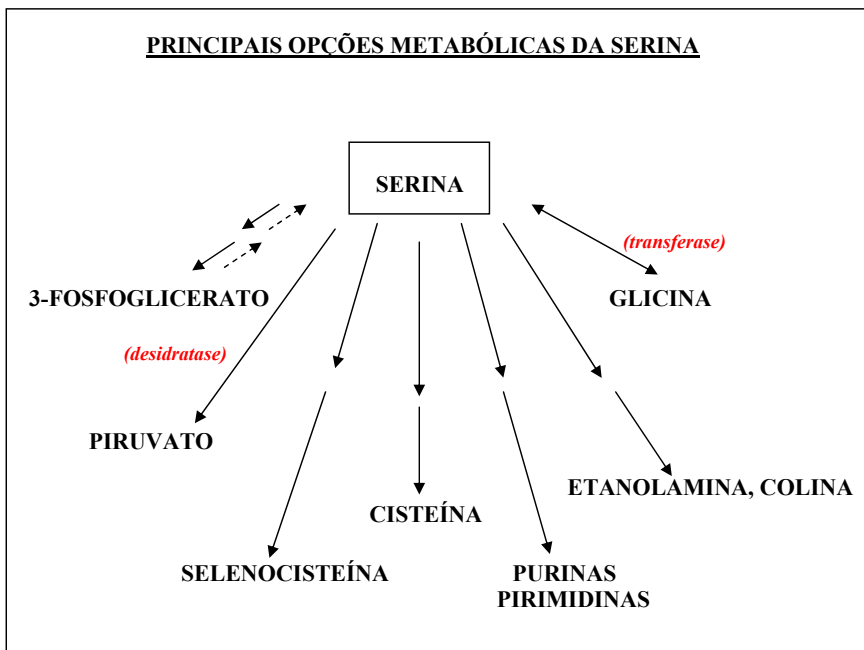 PRINCIPAIS OPÇÕES METABÓLICAS DA SERINA
SERINA
(transferase)
3-FOSFOGLICERATO
GLICINA
(desidratase)
PIRUVATO
ETANOLAMINA, COLINA
CISTEÍNA
SELENOCISTEÍNA
PURINAS
PIRIMIDINAS